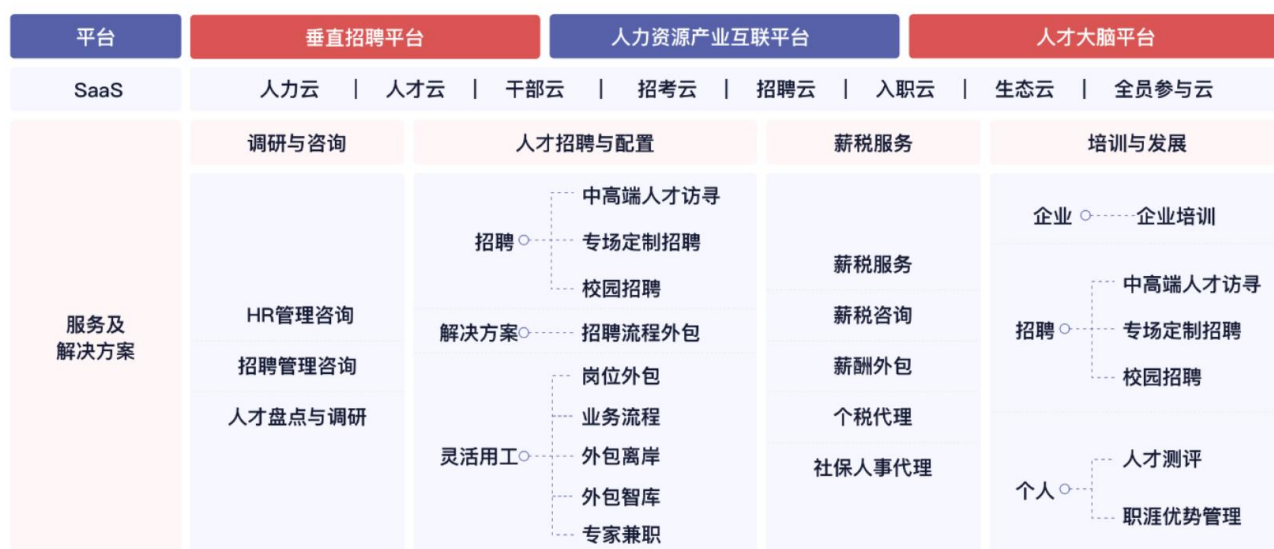 平台 垂直招聘平台 人力资源产业互联平台 人才大脑平台
SaaS 人力云 | 人才云 | 干部云 | 招考云 | 招聘云 | 入职云 | 生态云 | 全员参与云
调研与咨询 人才招聘与配置 薪税服务 培训与发展
服务及
解决方案
HR管理咨询
招聘管理咨询
人才盘点与调研
招聘
中高端人才访寻
专场定制招聘
校园招聘
解决方案
招聘流程外包
灵活用工
岗位外包
业务流程
外包离岸
外包智库
专家兼职
薪税服务
薪税咨询
薪酬外包
个税代理
社保人事代理
企业
企业培训
招聘
中高端人才访寻
专场定制招聘
校园招聘
个人
人才测评
职涯优势管理